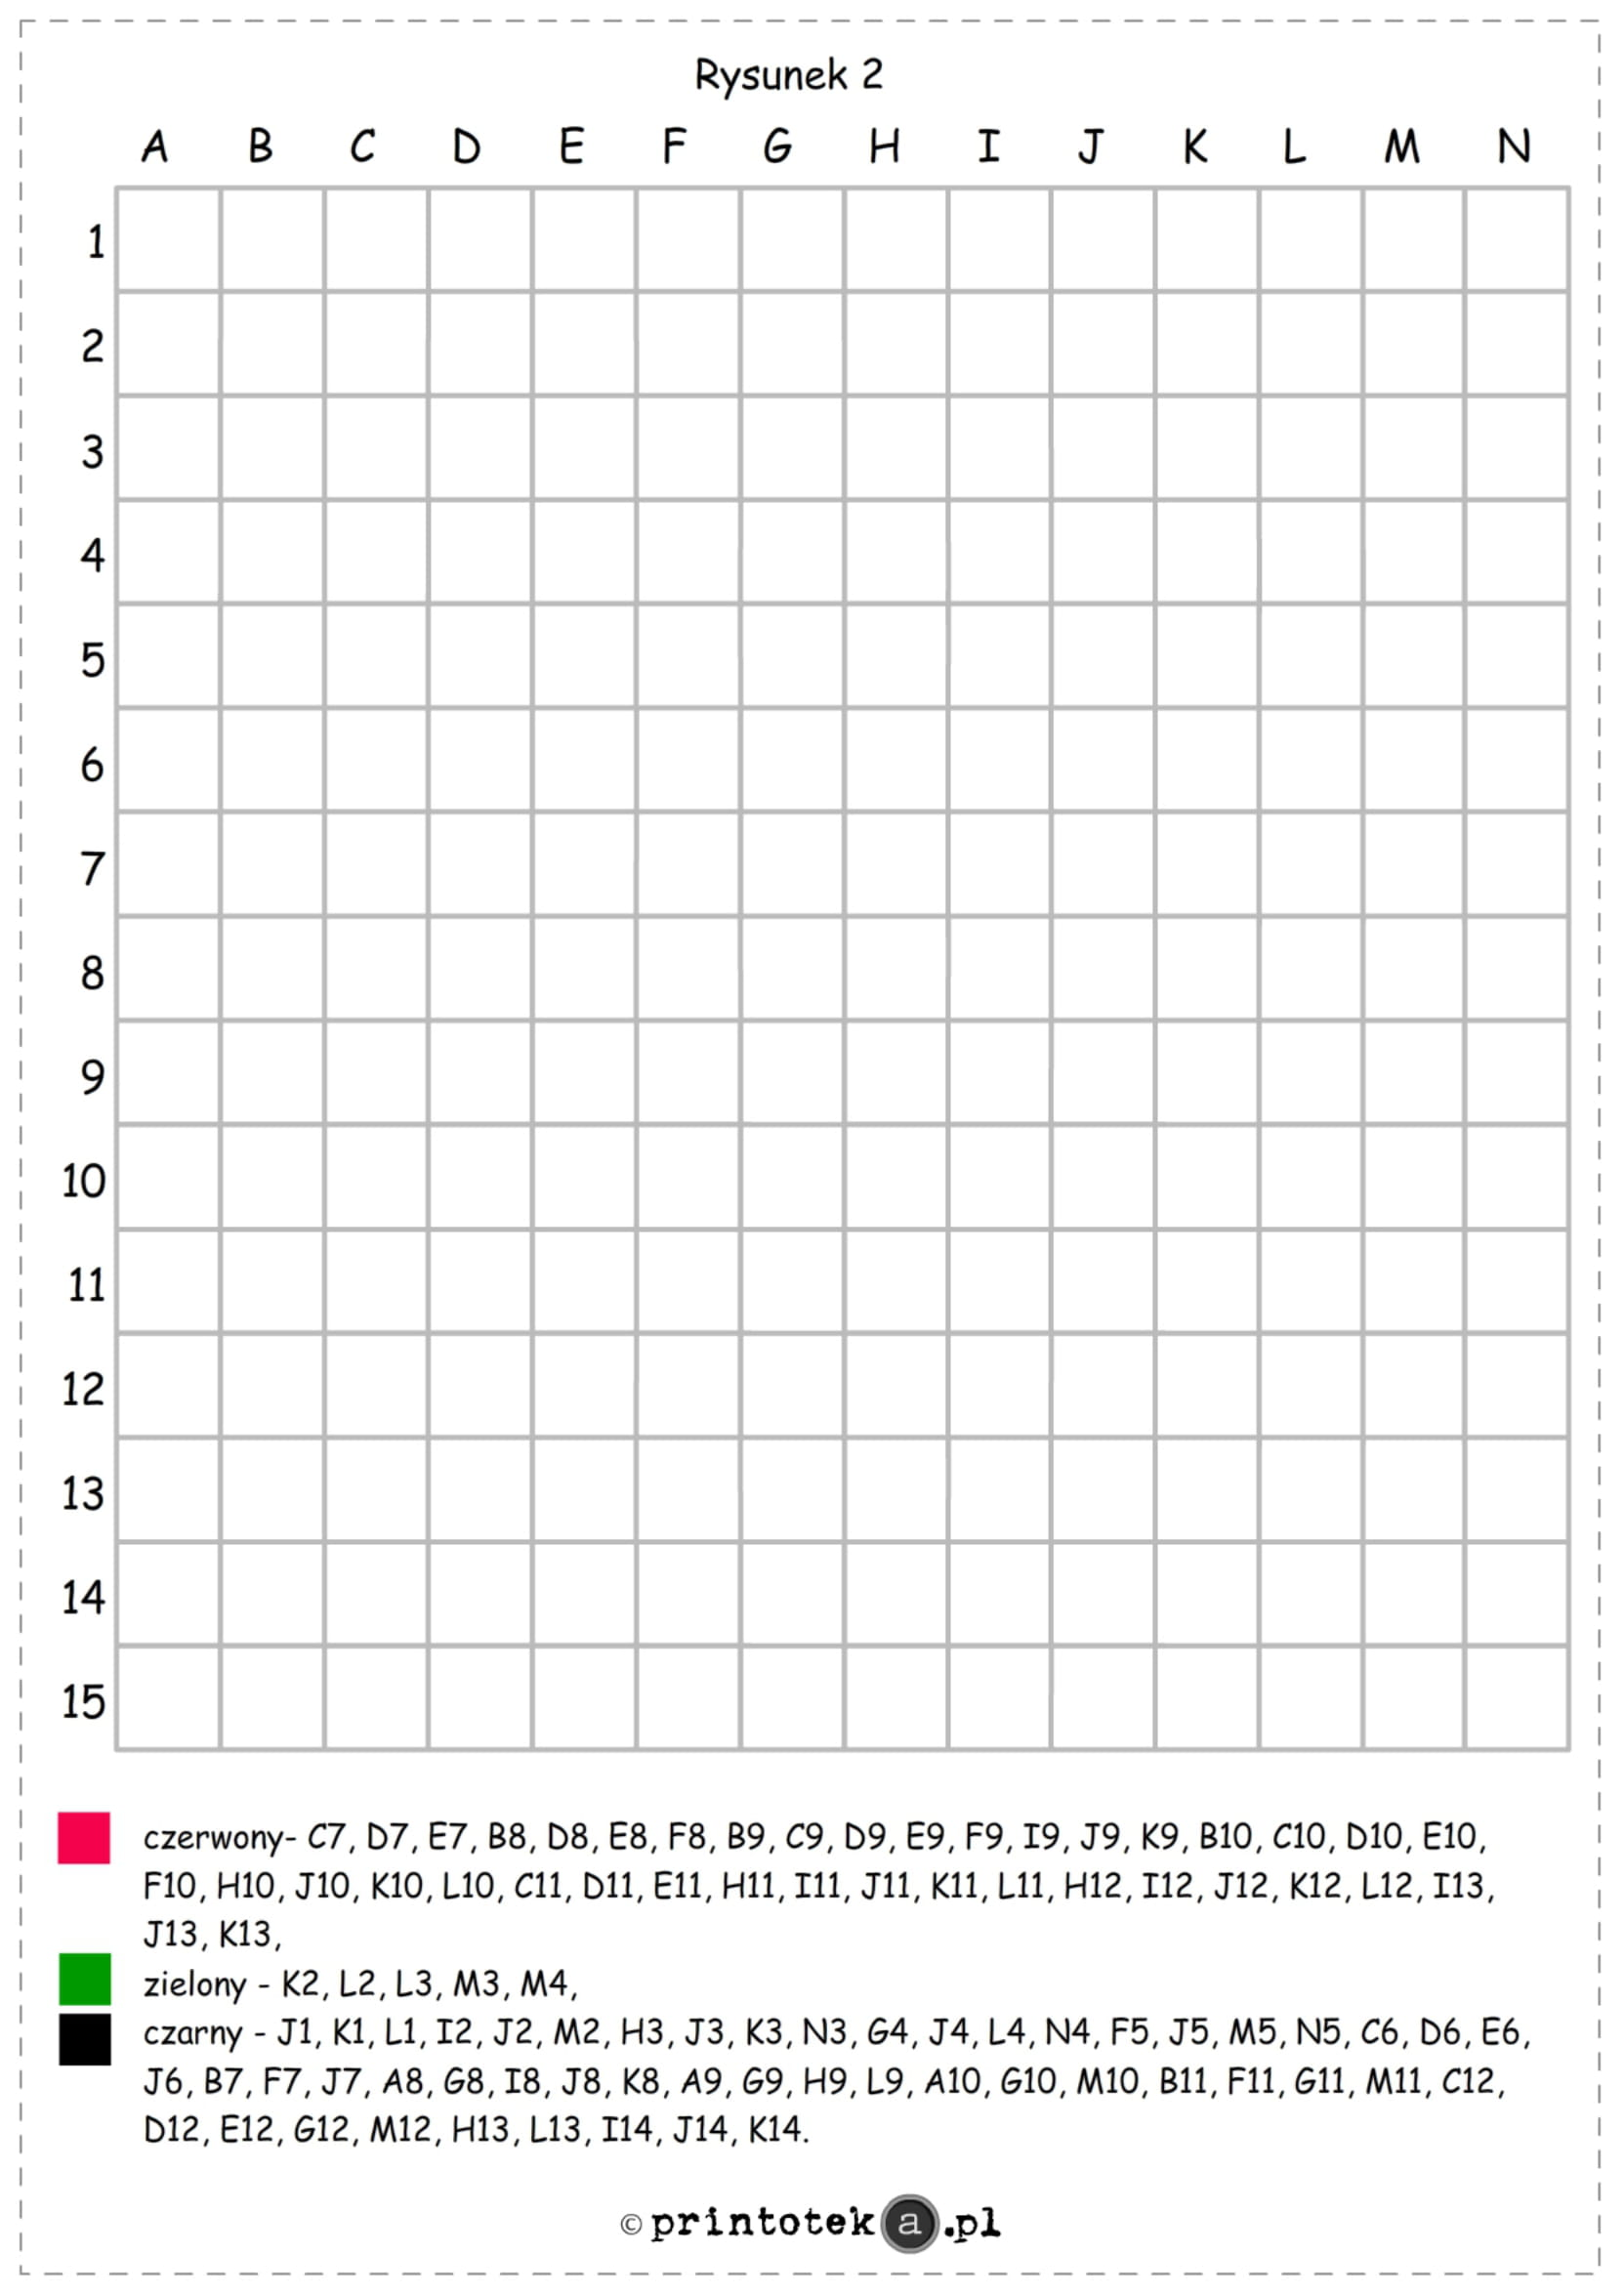 Rysunek 2
A B C D E F G H I J K L M N
1
2
3
4
5
6
7
8
9
10
11
12
13
14
15
czerwony- C7, D7, E7, B8, D8, E8, F8, B9, C9, D9, E9, F9, I9, J9, K9, B10, C10, D10, E10,
F10, H10, J10, K10, L10, C11, D11, E11, H11, I11, J11, K11, L11, H12, I12, J12, K12, L12, I13,
J13, K13,
zielony - K2, L2, L3, M3, M4,
czarny - J1, K1, L1, I2, J2, M2, H3, J3, K3, N3, G4, J4, L4, N4, F5, J5, M5, N5, C6, D6, E6,
J6, B7, F7, J7, A8, G8, I8, J8, K8, A9, G9, H9, L9, A10, G10, M10, B11, F11, G11, M11, C12,
D12, E12, G12, M12, H13, L13, I14, J14, K14.
© printoteka.pl